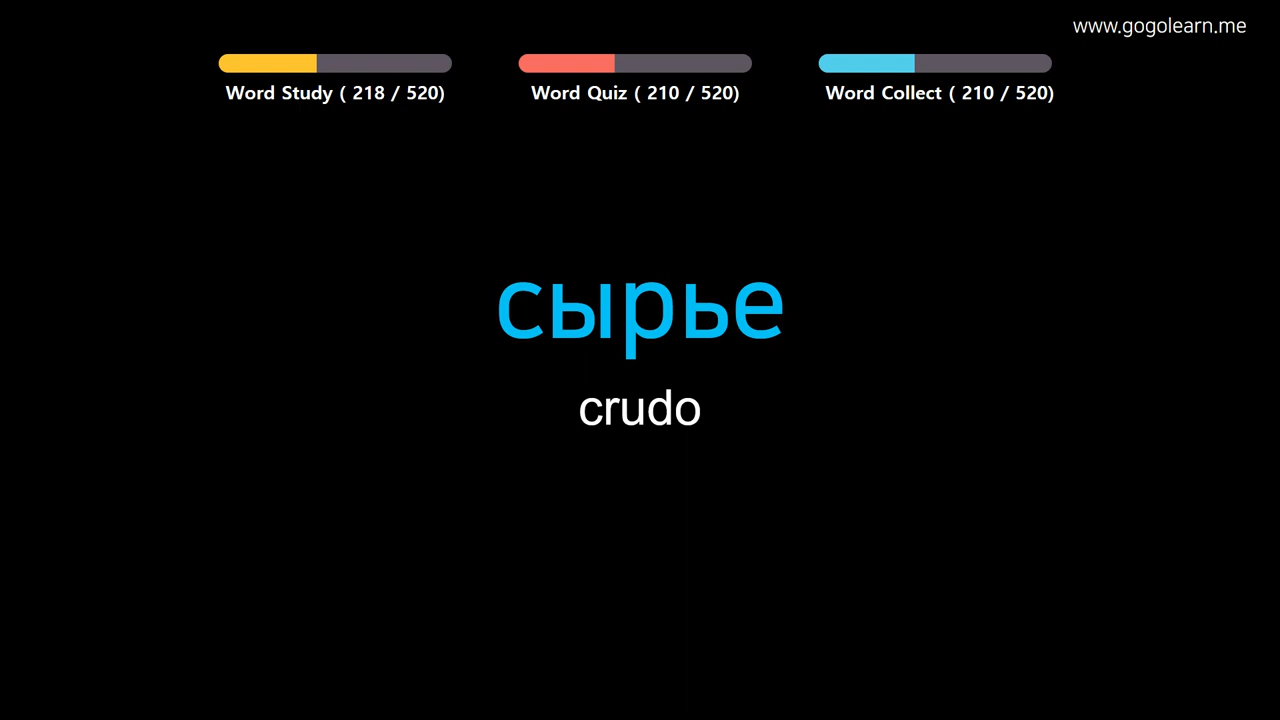 www.gogolearn.me
Word Study ( 218 / 520)
Word Quiz ( 210 / 520)
Word Collect ( 210 / 520)
сырье
crudo